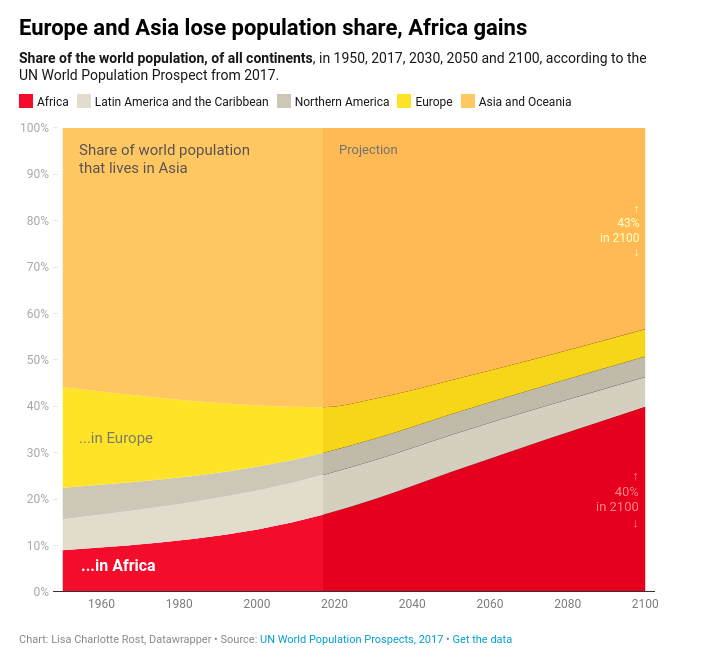 Europe and Asia lose population share, Africa gains
Share of the world population, of all continents, in 1950, 2017, 2030, 2050 and 2100, according to the
UN World Population Prospect from 2017.
Africa Latin America and the Caribbean Northern America Europe Asia and Oceania
100%
90%
80%
70%
60%
50%
40%
30%
20%
10%
0%
Share of world population
that lives in Asia
Projection
↑
43%
in 2100
↓
...in Europe
↑
40%
in 2100
↓
...in Africa
1960 1980 2000 2020 2040 2060 2080 2100
Chart: Lisa Charlotte Rost, Datawrapper • Source: UN World Population Prospects, 2017 • Get the data